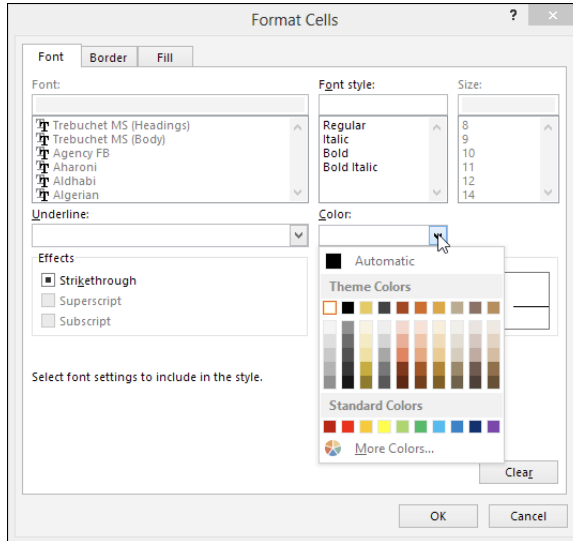 Format Cells
?
Font Border Fill
Font: Font style: Size:
Trebuchet MS (Headings) Regular 8
Trebuchet MS (Body) Italic 9
Agency FB Bold 10
Aharoni Bold Italic 11
Aldhabi 12
Algerian 14
Underline: Color:
Effects
Automatic
Strikethrough
Theme Colors
Superscript
Subscript
Select font settings to include in the style.
Standard Colors
More Colors...
Clear
OK Cancel